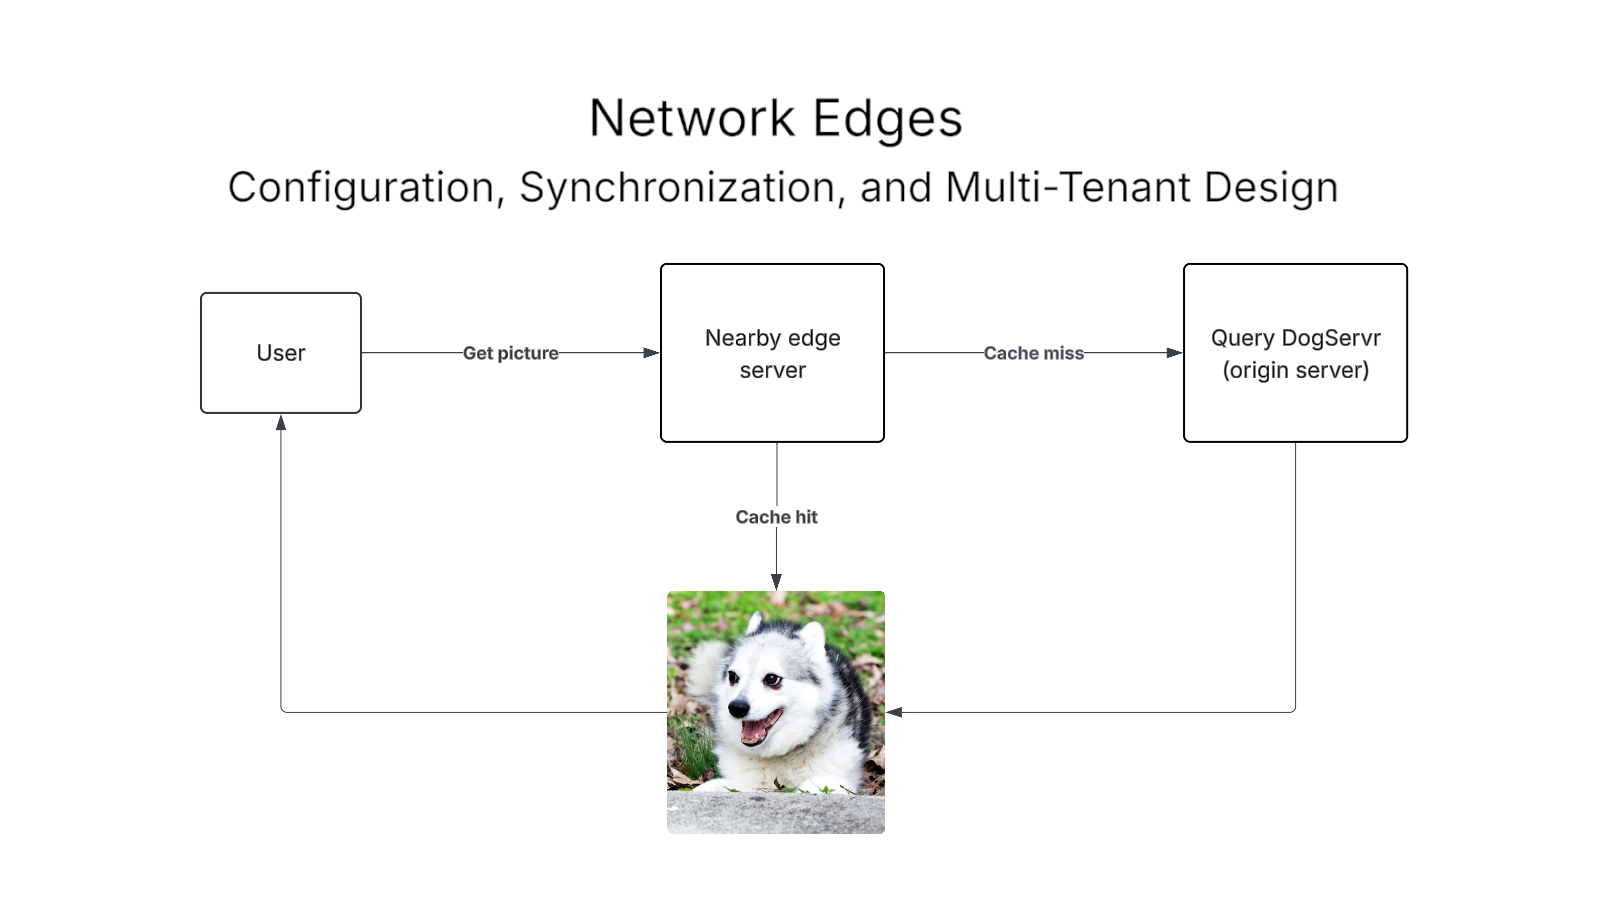 Network Edges
Configuration, Synchronization, and Multi-Tenant Design
User
Get picture
Nearby edge
server
Cache miss
Query DogServr
(origin server)
Cache hit